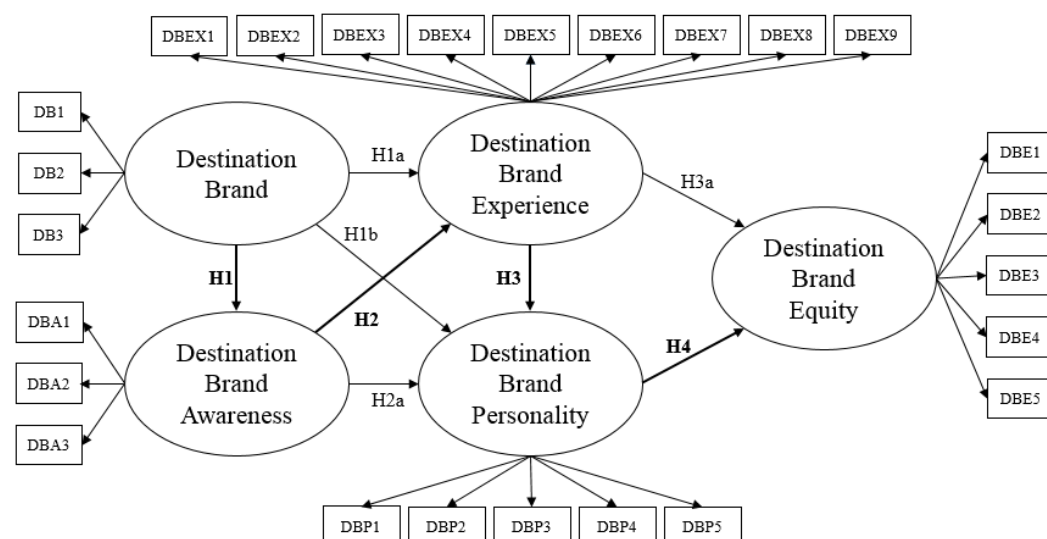 DBEX1
DBEX2
DBEX3
DBEX4
DBEX5
DBEX6
DBEX7
DBEX8
DBEX9
DB1
DB2
DB3
Destination
Brand
H1a
Destination
Brand
Experience
H3a
H1b
H1
H2
H3
DBA1
DBA2
DBA3
Destination
Brand
Awareness
H2a
Destination
Brand
Personality
H4
Destination
Brand
Equity
DBE1
DBE2
DBE3
DBE4
DBE5
DBP1
DBP2
DBP3
DBP4
DBP5